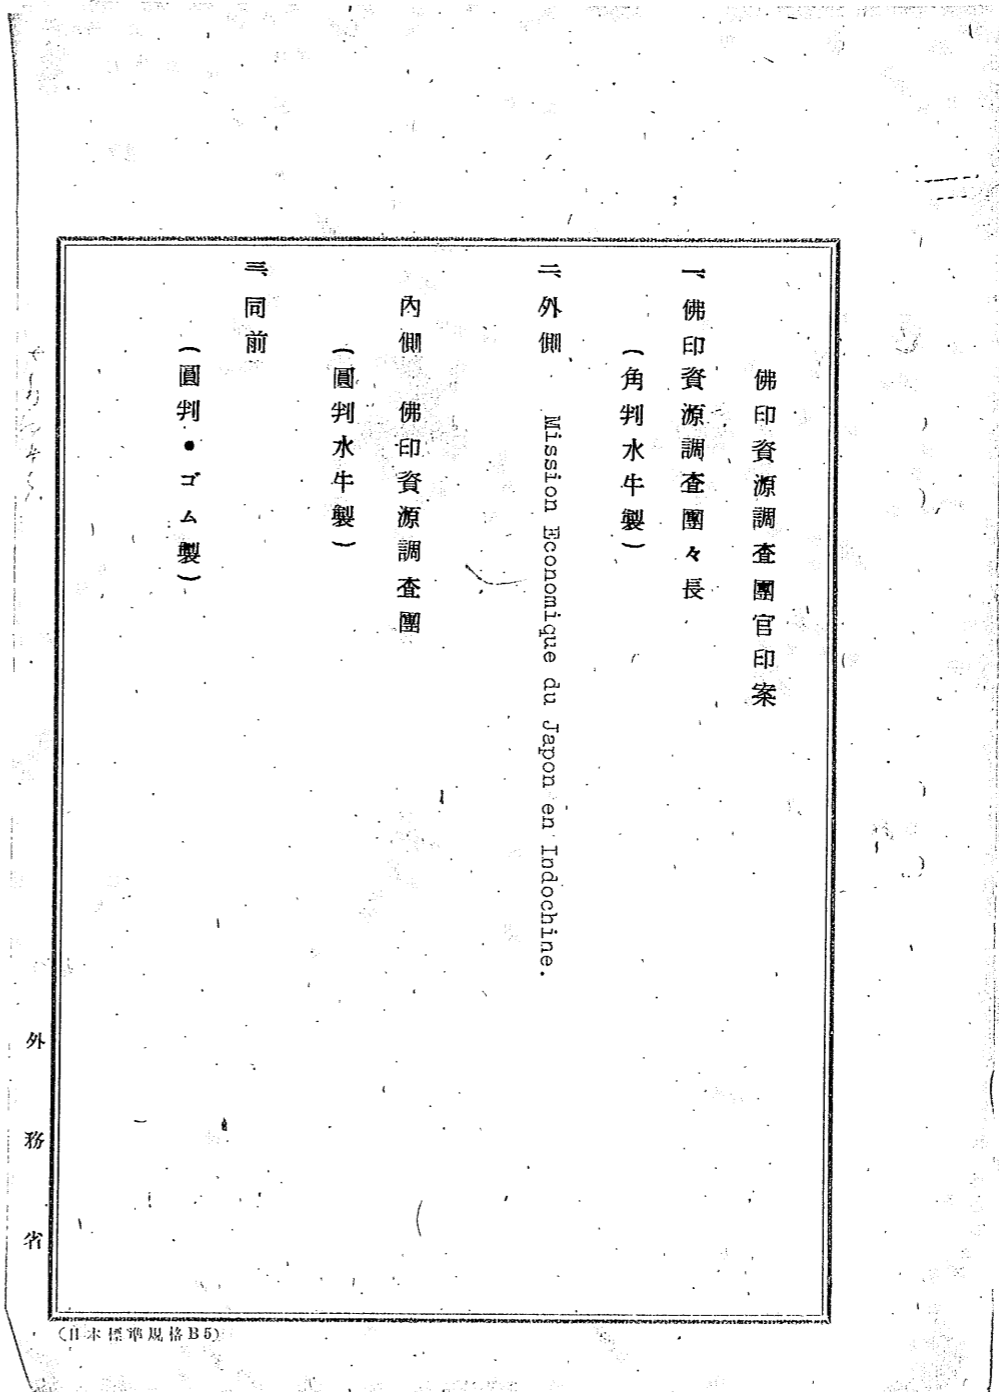 佛印資源調査團官印案
一、佛印資源調査團々長
（角判水牛製）
二、外側 Mission Economique du Japon en Indochine.
內側 佛印資源調査團
（圓判水牛製）
三、同前
（圓判・ゴム製）
外務省
（日本標準規格B5）